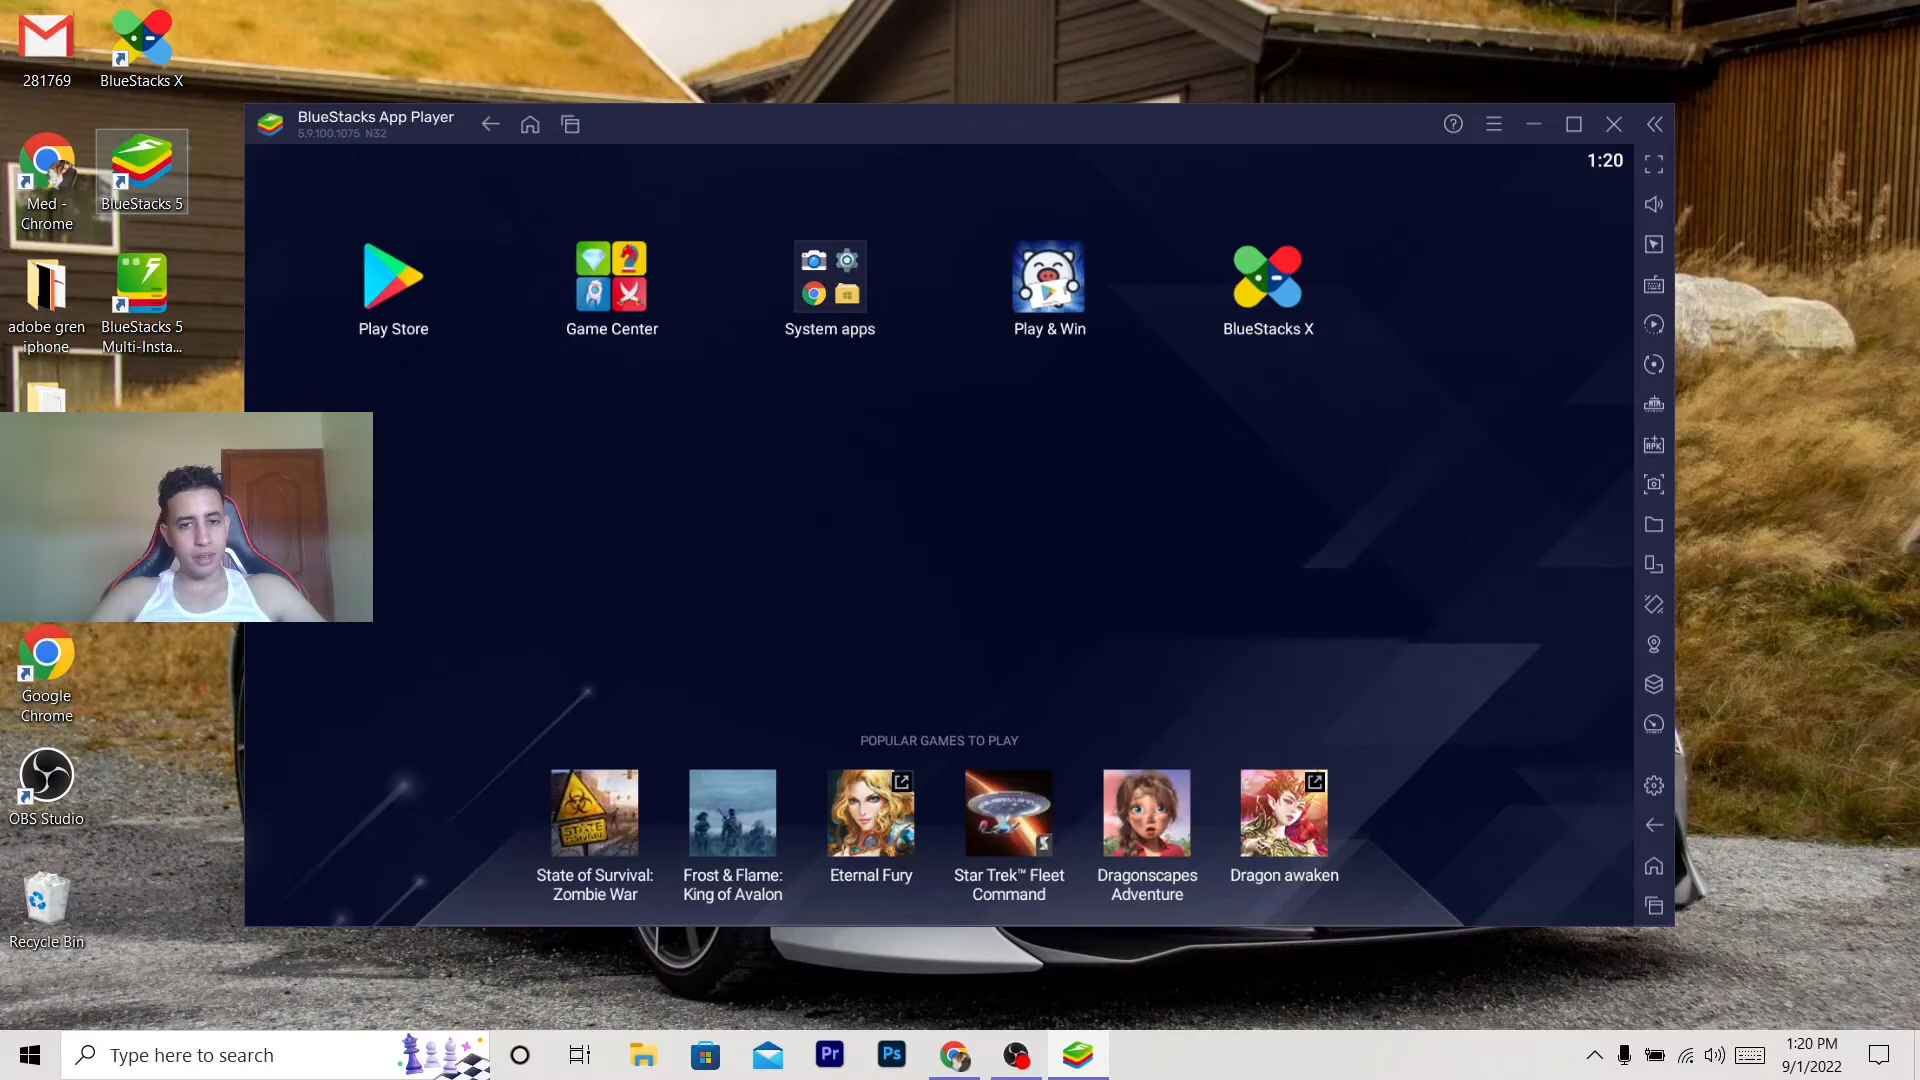 281769
BlueStacks X
Med -
Chrome
BlueStacks 5
adobe gren
iphone
BlueStacks 5
Multi-Insta...
Google
Chrome
OBS Studio
Recycle Bin
BlueStacks App Player
5.9.100.1075 N32
1:20
Play Store
Game Center
System apps
Play & Win
BlueStacks X
APK
POPULAR GAMES TO PLAY
STATE
SURVIVAL
State of Survival:
Zombie War
Frost & Flame:
King of Avalon
Eternal Fury
Star Trek™ Fleet
Command
Dragonscapes
Adventure
Dragon awaken
Type here to search
Pr
Ps
1:20 PM
9/1/2022